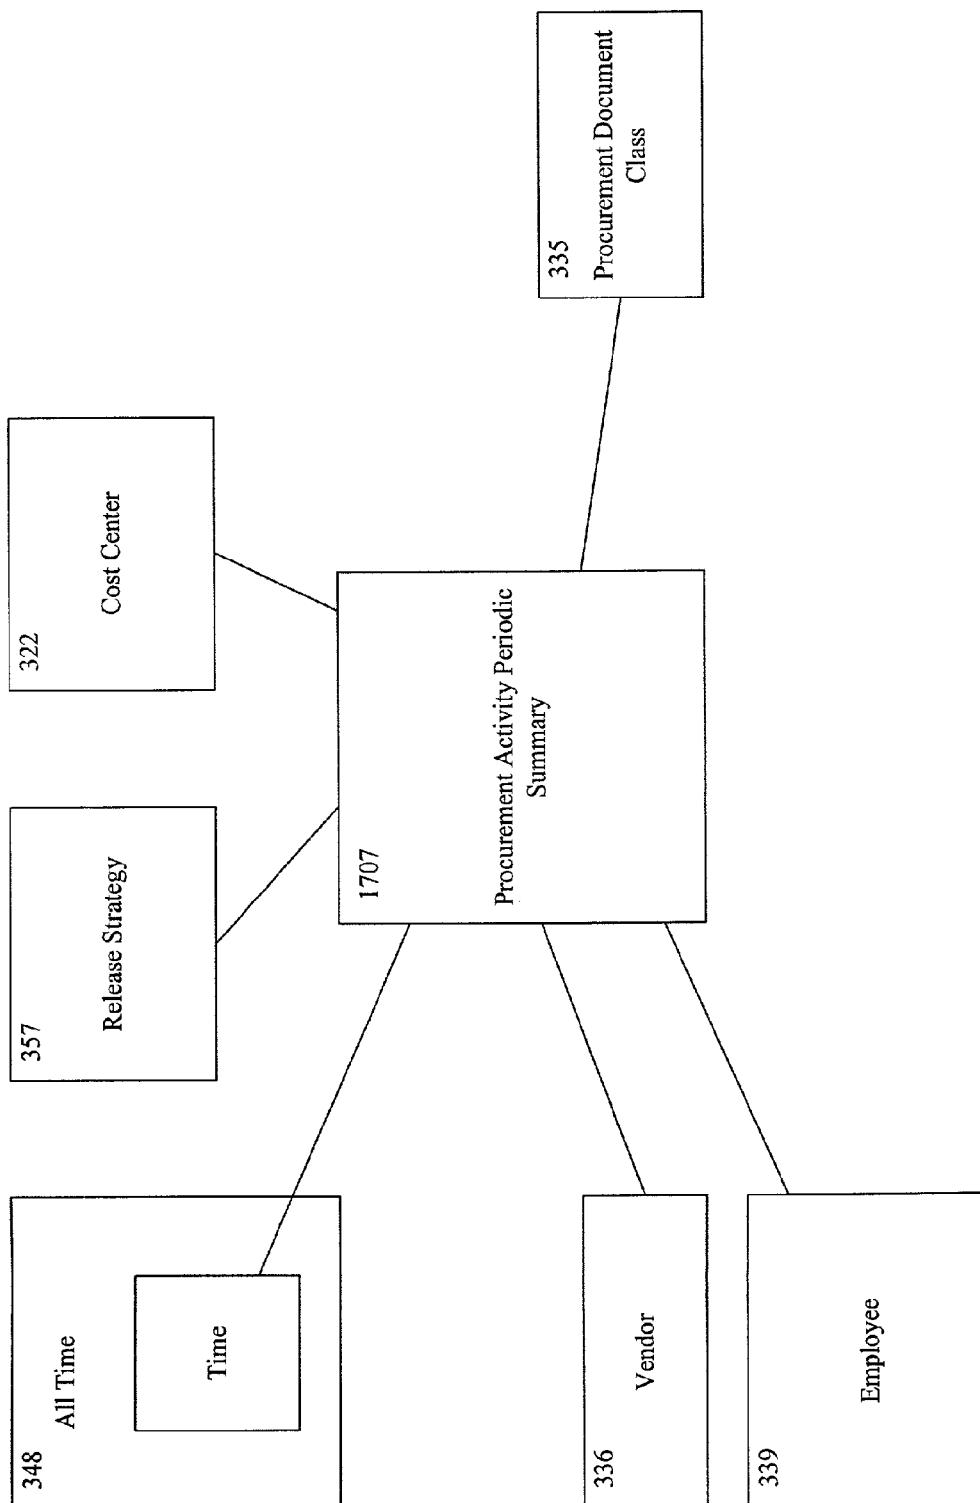 348
All Time
Time
357
Release Strategy
322
Cost Center
1707
Procurement Activity Periodic
Summary
335
Procurement Document
Class
336
Vendor
339
Employee